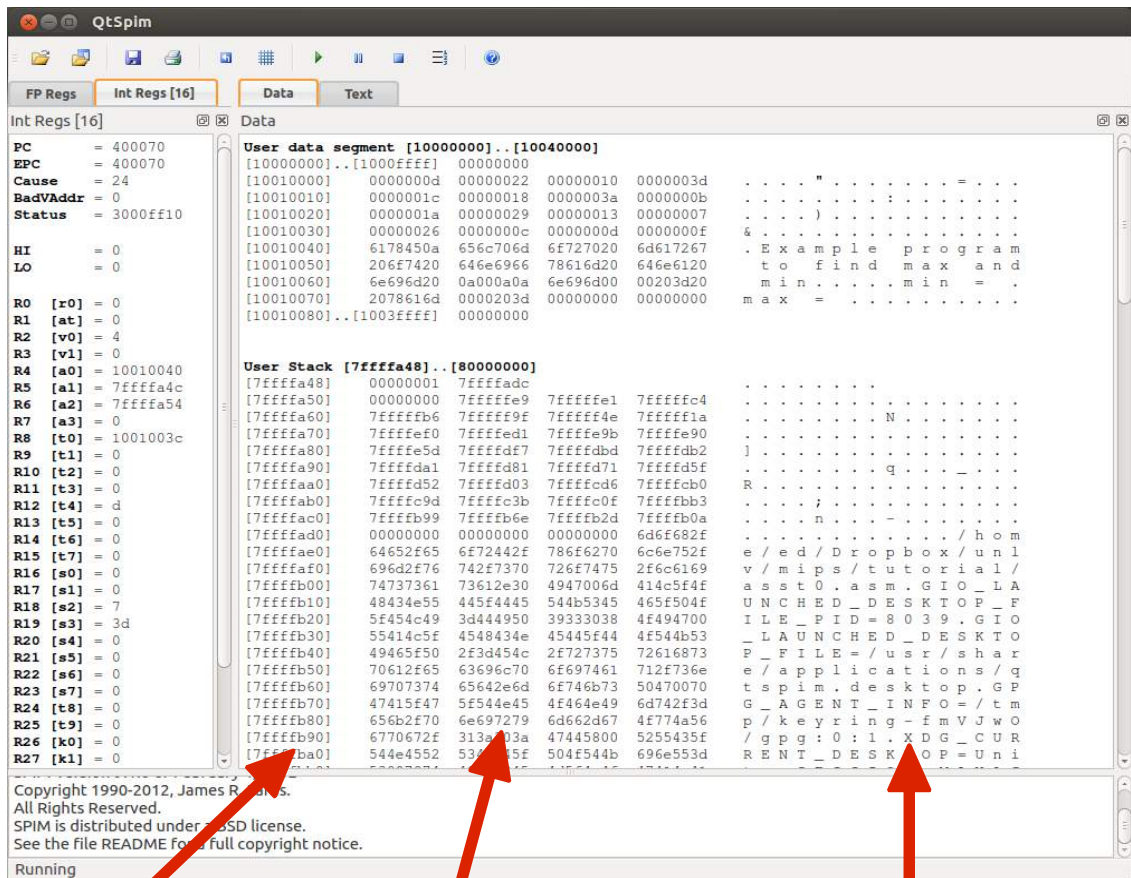 QtSpim
FP Regs Int Regs [16] Data Text
Int Regs [16]
PC = 400070
EPC = 400070
Cause = 24
BadVAddr = 0
Status = 3000ff10
HI = 0
LO = 0
R0 [r0] = 0
R1 [at] = 0
R2 [v0] = 4
R3 [v1] = 0
R4 [a0] = 10010040
R5 [a1] = 7ffffa4c
R6 [a2] = 7ffffa54
R7 [a3] = 0
R8 [t0] = 1001003c
R9 [t1] = 0
R10 [t2] = 0
R11 [t3] = 0
R12 [t4] = d
R13 [t5] = 0
R14 [t6] = 0
R15 [t7] = 0
R16 [s0] = 0
R17 [s1] = 0
R18 [s2] = 7
R19 [s3] = 3d
R20 [s4] = 0
R21 [s5] = 0
R22 [s6] = 0
R23 [s7] = 0
R24 [t8] = 0
R25 [t9] = 0
R26 [k0] = 0
R27 [k1] = 0
Data
User data segment [10000000]..[10040000]
[10000000]..[1000ffff] 00000000
[10010000] 0000000d 00000022 00000010 0000003d . . . . " . . . . . . . = . . .
[10010010] 0000001c 00000018 0000003a 0000000b . . . . . . . . : . . . . . . .
[10010020] 0000001a 00000029 00000013 00000007 . . . . ) . . . . . . . . . . .
[10010030] 00000026 0000000c 0000000d 0000000f & . . . . . . . . . . . . . . .
[10010040] 6178450a 656c706d 6f727020 6d617267 . E x a m p l e p r o g r a m
[10010050] 206f7420 646e6966 78616d20 646e6120 t o f i n d m a x a n d
[10010060] 6e696d20 0a000a0a 6e696d00 00203d20 m i n . . . . . m i n = .
[10010070] 2078616d 0000203d 00000000 00000000 m a x = . . . . . . . . . .
[10010080]..[1003ffff] 00000000
User Stack [7ffffa48]..[80000000]
[7ffffa48] 00000001 7ffffadc . . . . . . . .
[7ffffa50] 00000000 7fffffe9 7fffffe1 7fffffc4 . . . . . . . . . . . . . . . .
[7ffffa60] 7fffffb6 7fffff9f 7fffff4e 7fffff1a . . . . . . . . N . . . . . . .
[7ffffa70] 7ffffef0 7ffffed1 7ffffe9b 7ffffe90 . . . . . . . . . . . . . . . .
[7ffffa80] 7ffffe5d 7ffffdf7 7ffffdbd 7ffffdb2 ] . . . . . . . . . . . . . . .
[7ffffa90] 7ffffda1 7ffffd81 7ffffd71 7ffffd5f . . . . . . . . q . . . _ . . .
[7ffffaa0] 7ffffd52 7ffffd03 7ffffcd6 7ffffcb0 R . . . . . . . . . . . . . . .
[7ffffab0] 7ffffc9d 7ffffc3b 7ffffc0f 7ffffbb3 . . . . ; . . . . . . . . . . .
[7ffffac0] 7ffffb99 7ffffb6e 7ffffb2d 7ffffb0a . . . . n . . . - . . . . . . .
[7ffffad0] 00000000 00000000 00000000 6d6f682f . . . . . . . . . . . . / h o m
[7ffffae0] 64652f65 6f72442f 786f6270 6c6e752f e / e d / D r o p b o x / u n l
[7ffffaf0] 696d2f76 742f7370 726f7475 2f6c6169 v / m i p s / t u t o r i a l /
[7ffffb00] 74737361 73612e30 4947006d 414c5f4f a s s t 0 . a s m . G I O _ L A
[7ffffb10] 48434e55 445f4445 544b5345 465f504f U N C H E D _ D E S K T O P _ F
[7ffffb20] 5f454c49 3d444950 39333038 4f494700 I L E _ P I D = 8 0 3 9 . G I O
[7ffffb30] 55414c5f 4548434e 45445f44 4f544b53 _ L A U N C H E D _ D E S K T O
[7ffffb40] 49465f50 2f3d454c 2f727375 72616873 P _ F I L E = / u s r / s h a r
[7ffffb50] 70612f65 63696c70 6f697461 712f736e e / a p p l i c a t i o n s / q
[7ffffb60] 69707374 65642e6d 6f746b73 50470070 t s p i m . d e s k t o p . G P
[7ffffb70] 47415f47 5f544e45 4f464e49 6d742f3d G _ A G E N T _ I N F O = / t m
[7ffffb80] 656b2f70 6e697279 6d662d67 4f774a56 p / k e y r i n g - f m V J w O
[7ffffb90] 6770672f 47445800 5255435f / g p g : 0 : 1 . X D G _ C U R
544e4552 504f544b 696e553d R E N T _ D E S K O P = U n i
Copyright 1990-2012, James R.
All Rights Reserved.
SPIM is distributed under a BSD license.
See the file README for a full copyright notice.
Running